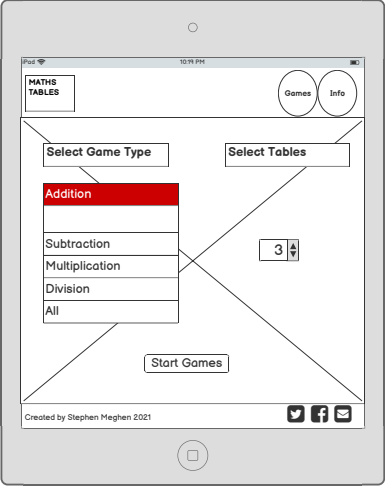 iPad 10:19 PM
MATHS
TABLES
Games Info
Select Game Type Select Tables
Addition
Subtraction
3
Multiplication
Division
All
Start Games
Created by Stephen Meghen 2021